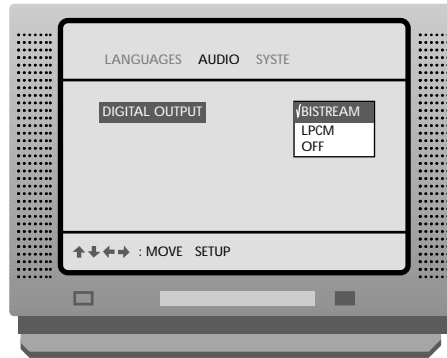 LANGUAGES AUDIO SYSTE
DIGITAL OUTPUT
√BISTREAM
LPCM
OFF
: MOVE SETUP